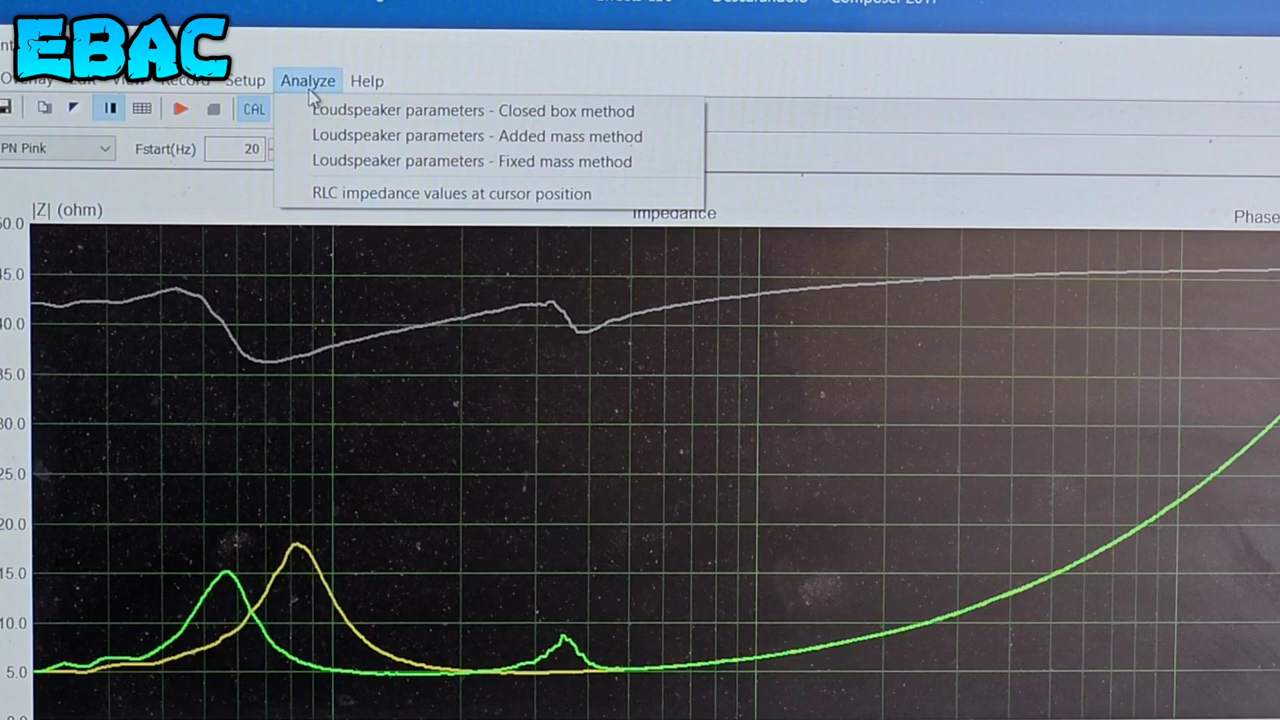 EBAC
Setup Analyze Help
CAL
Loudspeaker parameters - Closed box method
Loudspeaker parameters - Added mass method
PN Pink Fstart(Hz) 20
Loudspeaker parameters - Fixed mass method
RLC impedance values at cursor position
|Z| (ohm) Impedance Phase
50.0
45.0
40.0
35.0
30.0
25.0
20.0
15.0
10.0
5.0